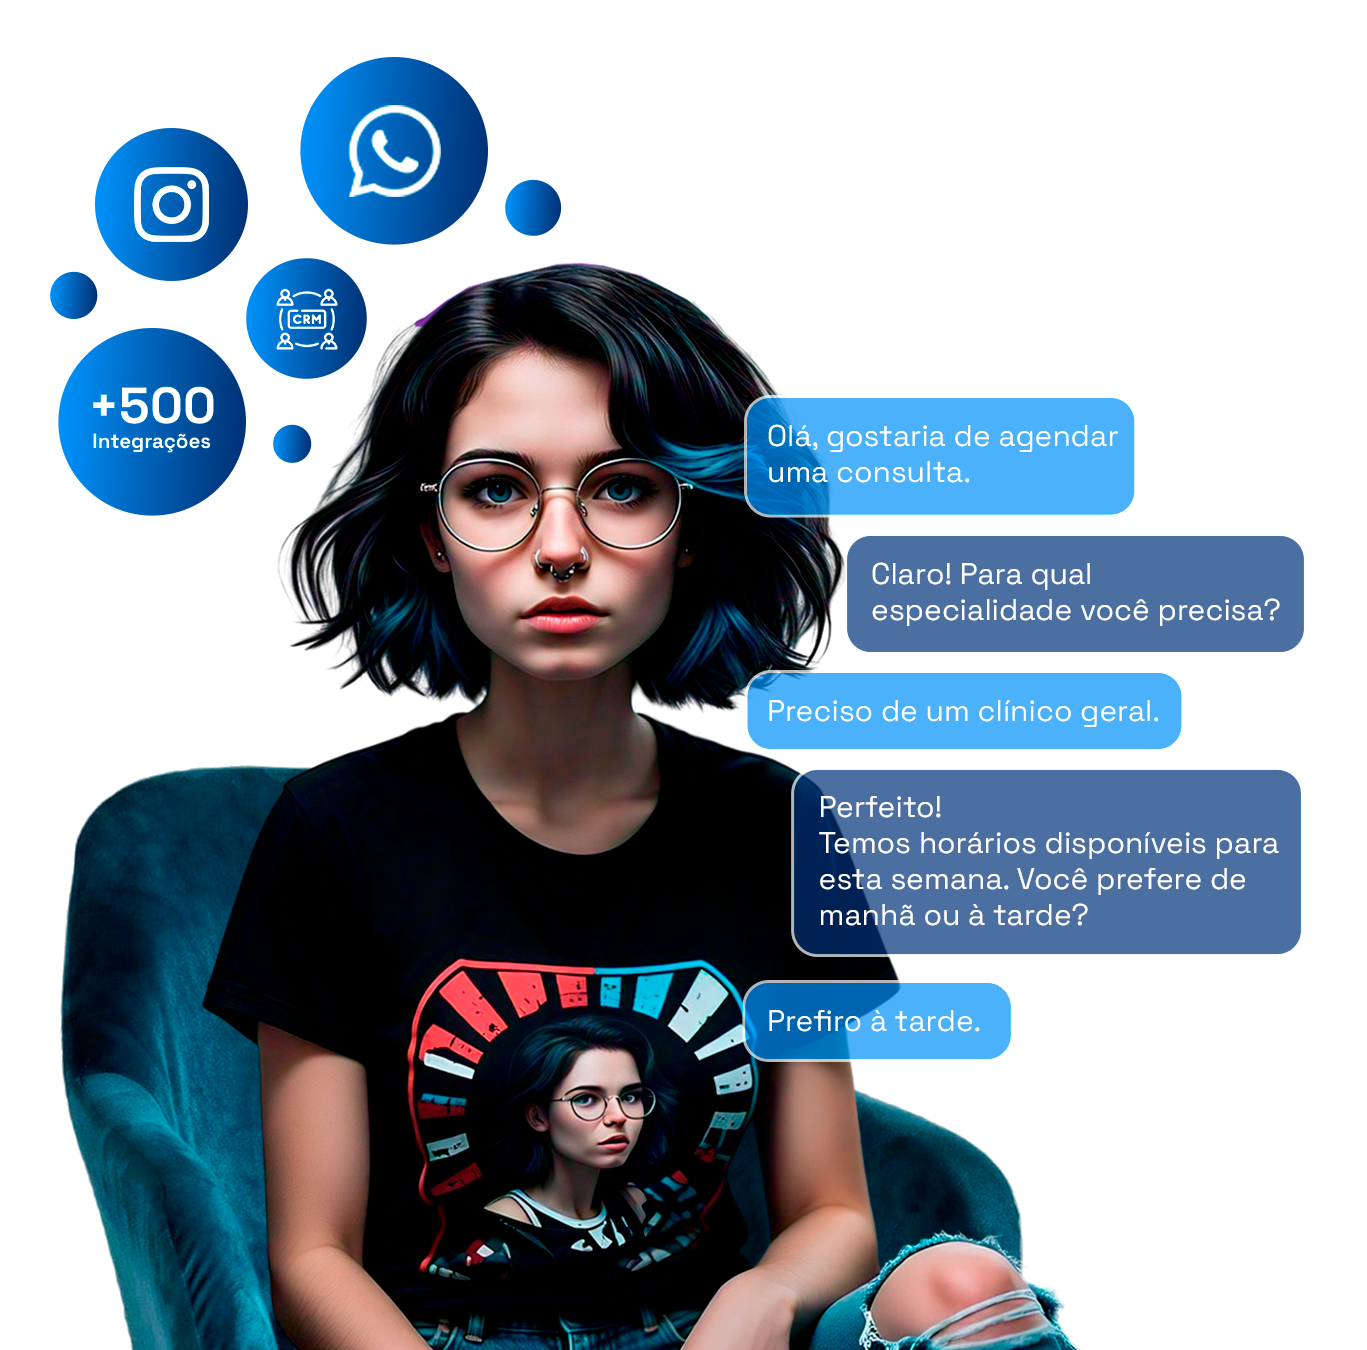 CRM
+500
Integrações
Olá, gostaria de agendar
uma consulta.
Claro! Para qual
especialidade você precisa?
Preciso de um clínico geral.
Perfeito!
Temos horários disponíveis para
esta semana. Você prefere de
manhã ou à tarde?
Prefiro à tarde.